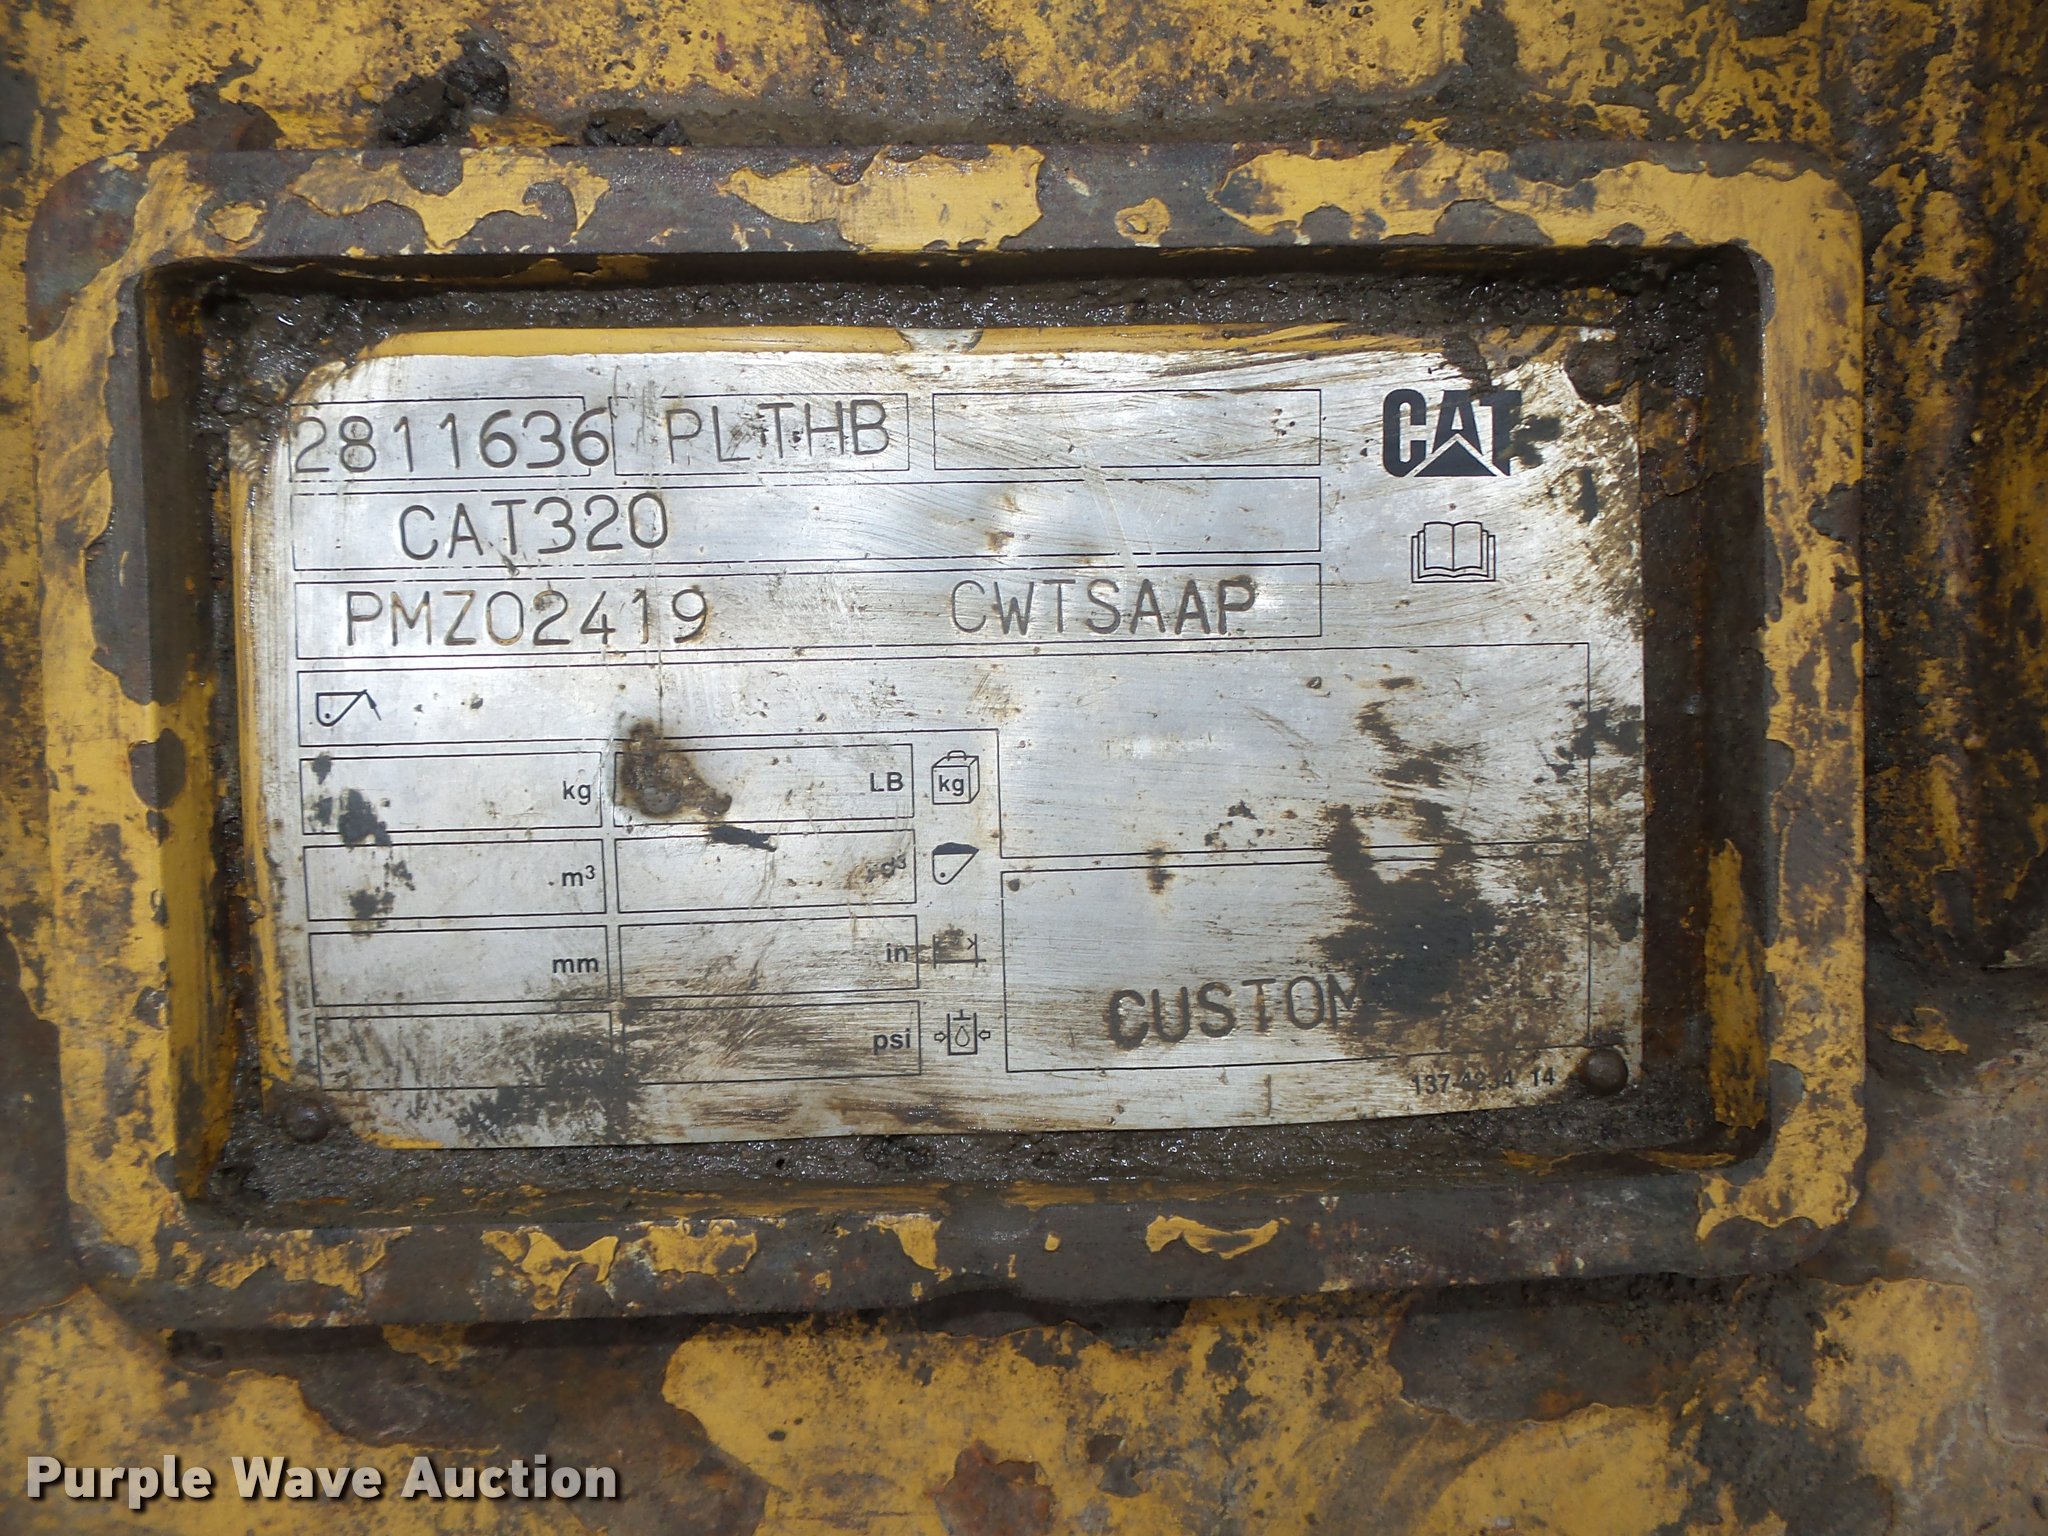 2811636 PLTHB
CAT
CAT320
PMZ02419 CWTSAAP
kg LB kg
m³ yd³
mm in
psi
CUSTOM
137-4234 14
Purple Wave Auction